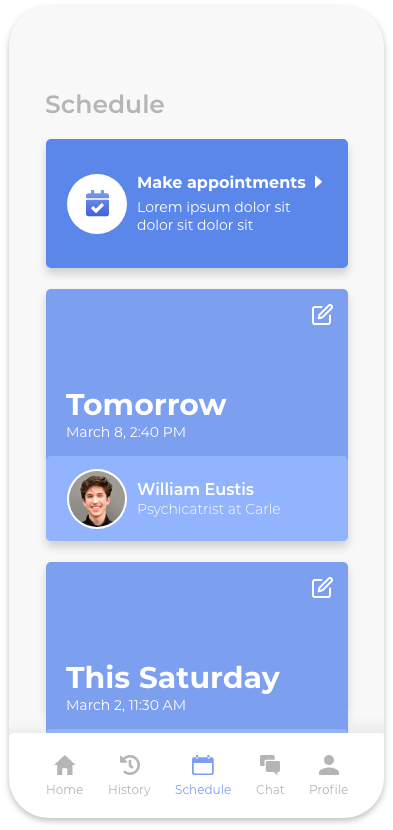 Schedule
Make appointments
Lorem ipsum dolor sit
dolor sit dolor sit
Tomorrow
March 8, 2:40 PM
William Eustis
Psychicatrist at Carle
This Saturday
March 2, 11:30 AM
Home History Schedule Chat Profile